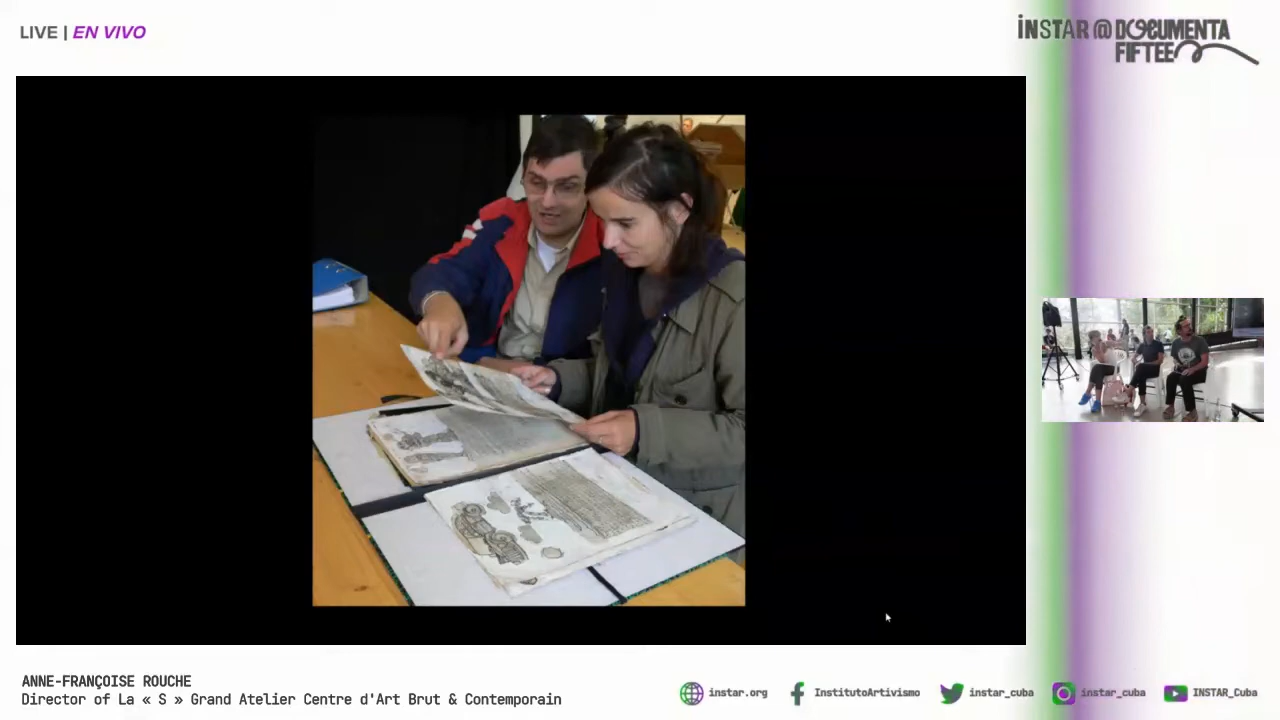 LIVE | EN VIVO
INSTAR @ DOCUMENTA
FIFTEE
ANNE-FRANÇOISE ROUCHE
Director of La « S » Grand Atelier Centre d'Art Brut & Contemporain
instar.org
InstitutoArtivismo
instar_cuba
instar_cuba
INSTAR_Cuba